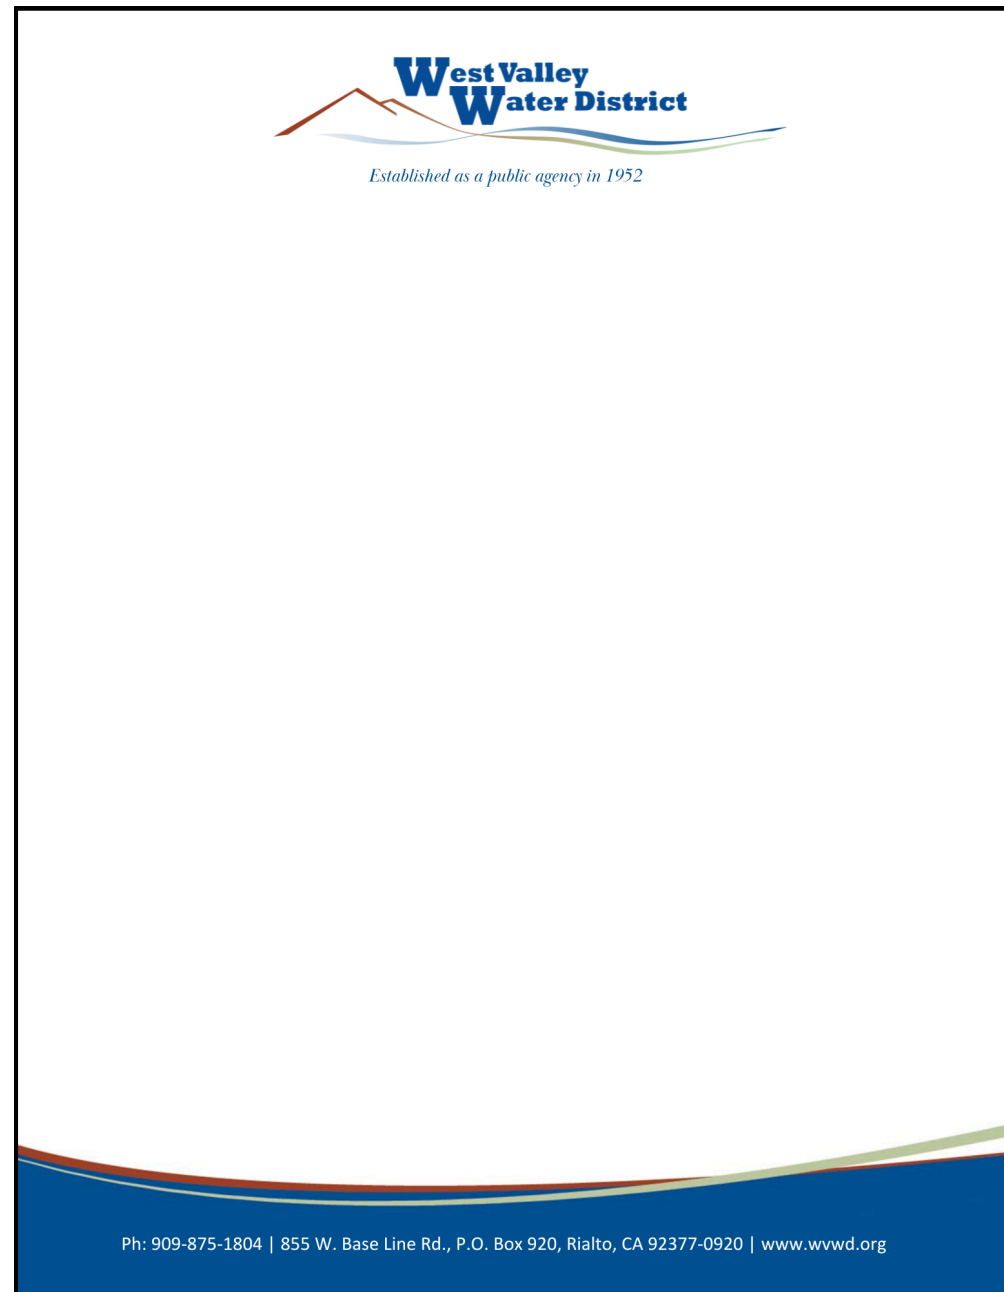 West Valley
Water District
Established as a public agency in 1952
Ph: 909-875-1804 | 855 W. Base Line Rd., P.O. Box 920, Rialto, CA 92377-0920 | www.wvwd.org